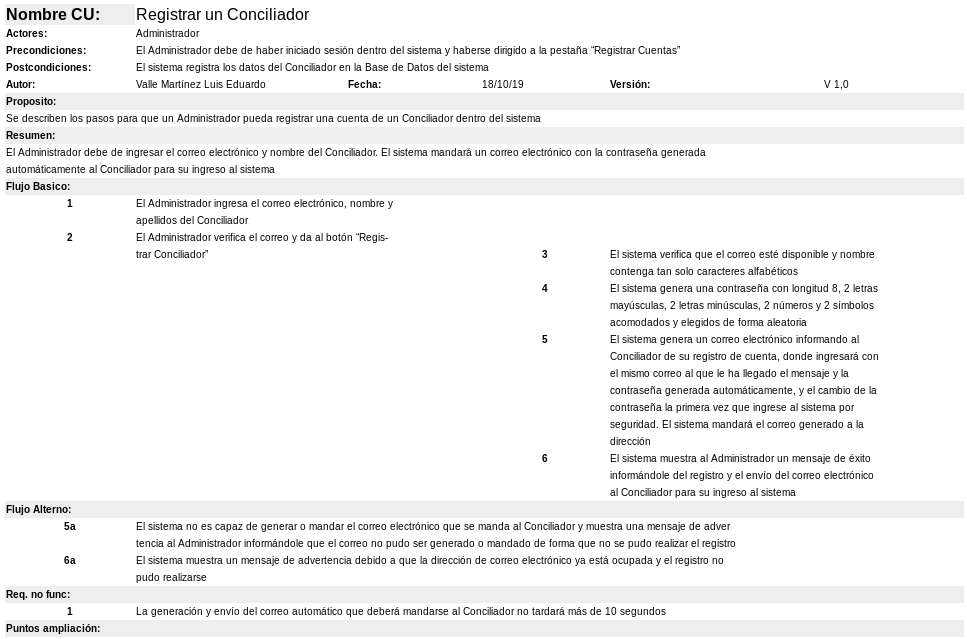 Nombre CU: Registrar un Conciliador
Actores: Administrador
Precondiciones: El Administrador debe de haber iniciado sesión dentro del sistema y haberse dirigido a la pestaña “Registrar Cuentas”
Postcondiciones: El sistema registra los datos del Conciliador en la Base de Datos del sistema
Autor: Valle Martínez Luis Eduardo Fecha: 18/10/19 Versión: V 1,0
Proposito:
Se describen los pasos para que un Administrador pueda registrar una cuenta de un Conciliador dentro del sistema
Resumen:
El Administrador debe de ingresar el correo electrónico y nombre del Conciliador. El sistema mandará un correo electrónico con la contraseña generada
automáticamente al Conciliador para su ingreso al sistema
Flujo Basico:
1 El Administrador ingresa el correo electrónico, nombre y
apellidos del Conciliador
2 El Administrador verifica el correo y da al botón “Regis-
trar Conciliador”
3 El sistema verifica que el correo esté disponible y nombre
contenga tan solo caracteres alfabéticos
4 El sistema genera una contraseña con longitud 8, 2 letras
mayúsculas, 2 letras minúsculas, 2 números y 2 símbolos
acomodados y elegidos de forma aleatoria
5 El sistema genera un correo electrónico informando al
Conciliador de su registro de cuenta, donde ingresará con
el mismo correo al que le ha llegado el mensaje y la
contraseña generada automáticamente, y el cambio de la
contraseña la primera vez que ingrese al sistema por
seguridad. El sistema mandará el correo generado a la
dirección
6 El sistema muestra al Administrador un mensaje de éxito
informándole del registro y el envío del correo electrónico
al Conciliador para su ingreso al sistema
Flujo Alterno:
5a El sistema no es capaz de generar o mandar el correo electrónico que se manda al Conciliador y muestra una mensaje de adver
tencia al Administrador informándole que el correo no pudo ser generado o mandado de forma que no se pudo realizar el registro
6a El sistema muestra un mensaje de advertencia debido a que la dirección de correo electrónico ya está ocupada y el registro no
pudo realizarse
Req. no func:
1 La generación y envío del correo automático que deberá mandarse al Conciliador no tardará más de 10 segundos
Puntos ampliación: